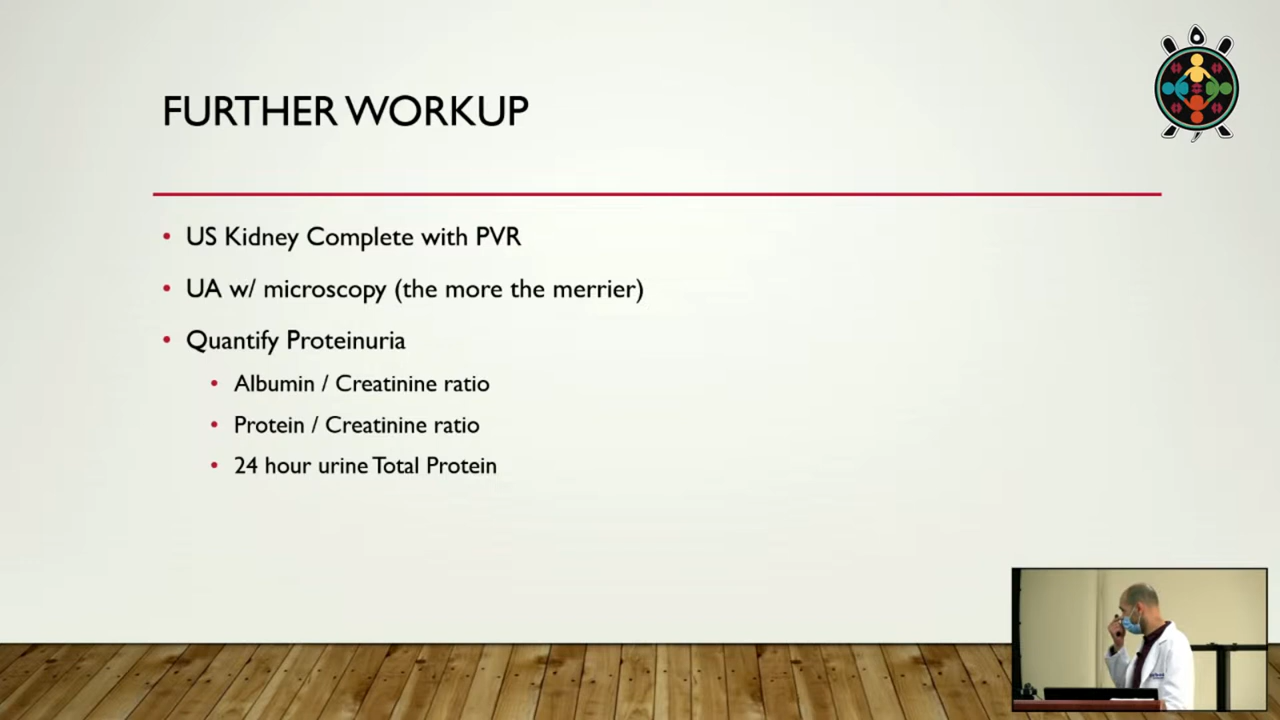 FURTHER WORKUP
US Kidney Complete with PVR
UA w/ microscopy (the more the merrier)
Quantify Proteinuria
Albumin / Creatinine ratio
Protein / Creatinine ratio
24 hour urine Total Protein